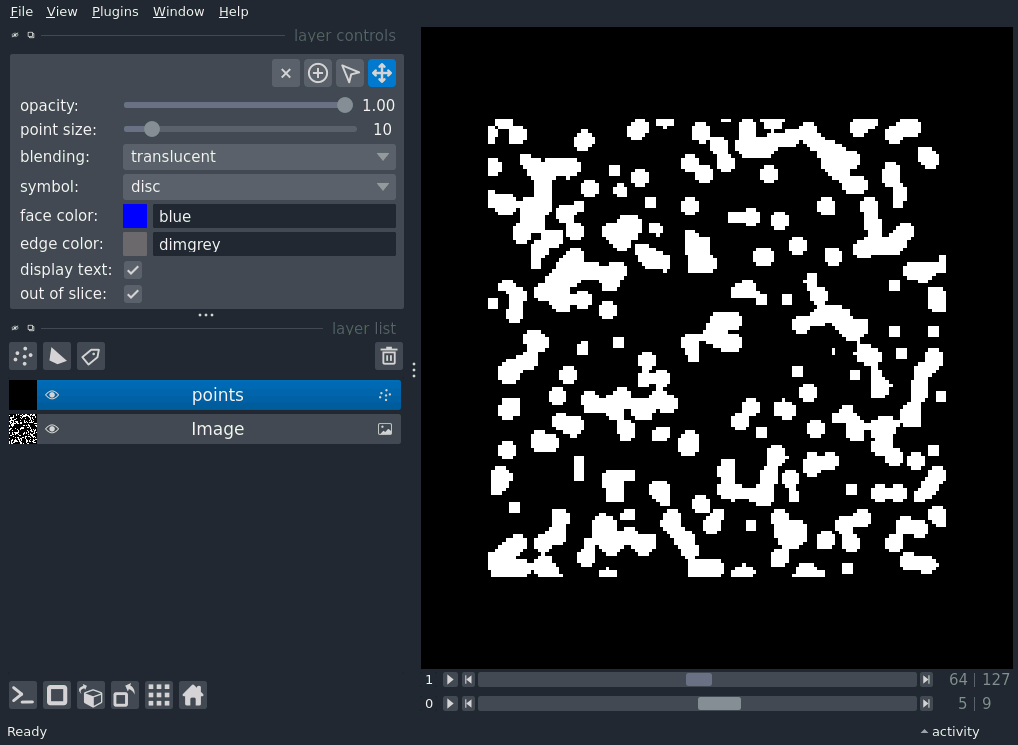 File View Plugins Window Help
layer controls
opacity: 1.00
point size: 10
blending: translucent
symbol: disc
face color: blue
edge color: dimgrey
display text:
out of slice:
layer list
points
Image
1 64 | 127
0 5 | 9
Ready activity